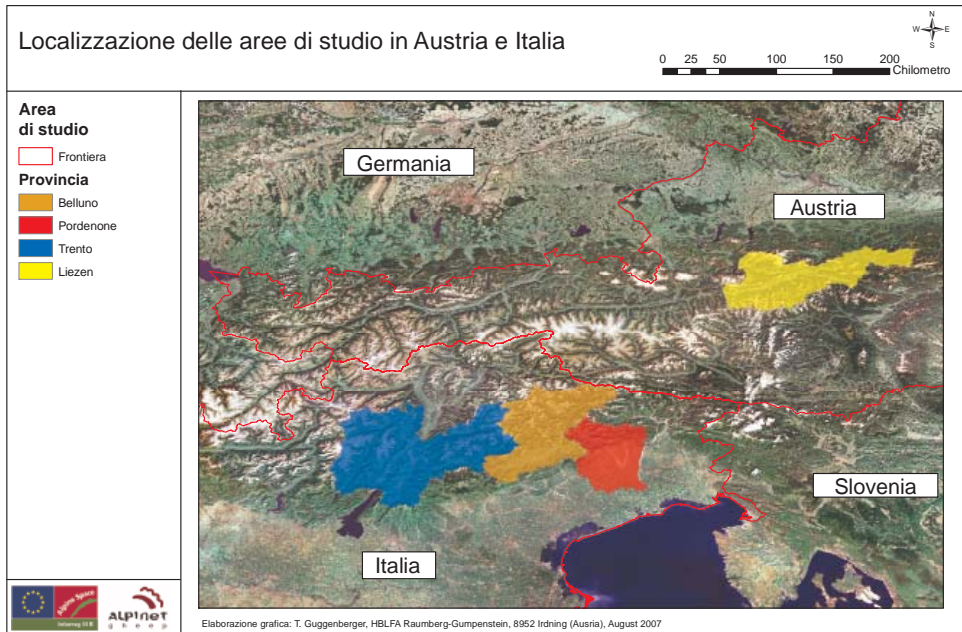 Localizzazione delle aree di studio in Austria e Italia
N
W E
S
0 25 50 100 150 200
Chilometro
Area
di studio
Frontiera
Provincia
Belluno
Pordenone
Trento
Liezen
Germania
Austria
Slovenia
Italia
Alpine Space
Interreg III B
ALPINET
gheep
Elaborazione grafica: T. Guggenberger, HBLFA Raumberg-Gumpenstein, 8952 Irdning (Ausria), August 2007